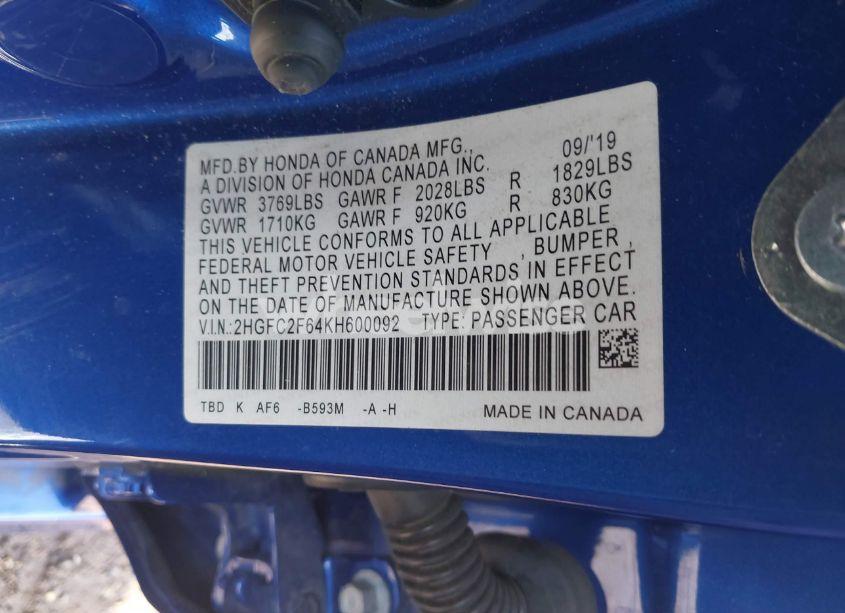 MFD.BY HONDA OF CANADA MFG., 09/'19
A DIVISION OF HONDA CANADA INC.
GVWR 3769LBS GAWR F 2028LBS R 1829LBS
GVWR 1710KG GAWR F 920KG R 830KG
THIS VEHICLE CONFORMS TO ALL APPLICABLE
FEDERAL MOTOR VEHICLE SAFETY , BUMPER ,
AND THEFT PREVENTION STANDARDS IN EFFECT
ON THE DATE OF MANUFACTURE SHOWN ABOVE.
V.I.N.:2HGFC2F64KH600092 TYPE: PASSENGER CAR
TBD K AF6 -B593M -A -H MADE IN CANADA